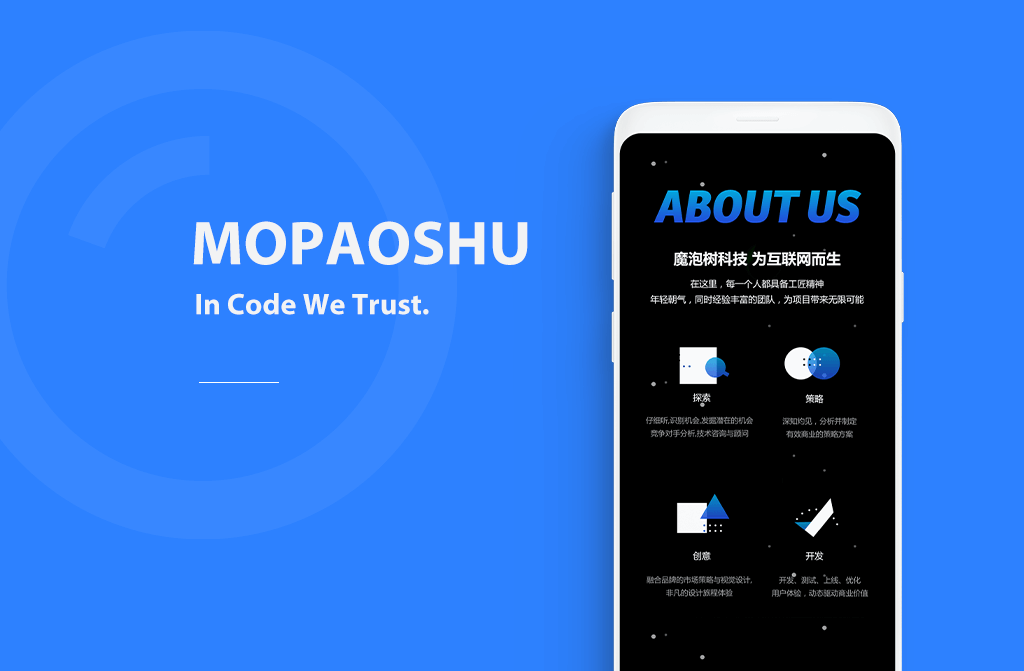 MOPAOSHU
In Code We Trust.
ABOUT US
魔泡树科技 为互联网而生
在这里，每一个人都具备工匠精神
年轻朝气，同时经验丰富的团队，为项目带来无限可能
探索
仔细听,识别机会,发掘潜在的机会
竞争对手分析,技术咨询与顾问
策略
深知灼见，分析并制定
有效商业的策略方案
创意
融合品牌的市场策略与视觉设计,
非凡的设计旅程体验
开发
开发、测试、上线、优化
用户体验，动态驱动商业价值